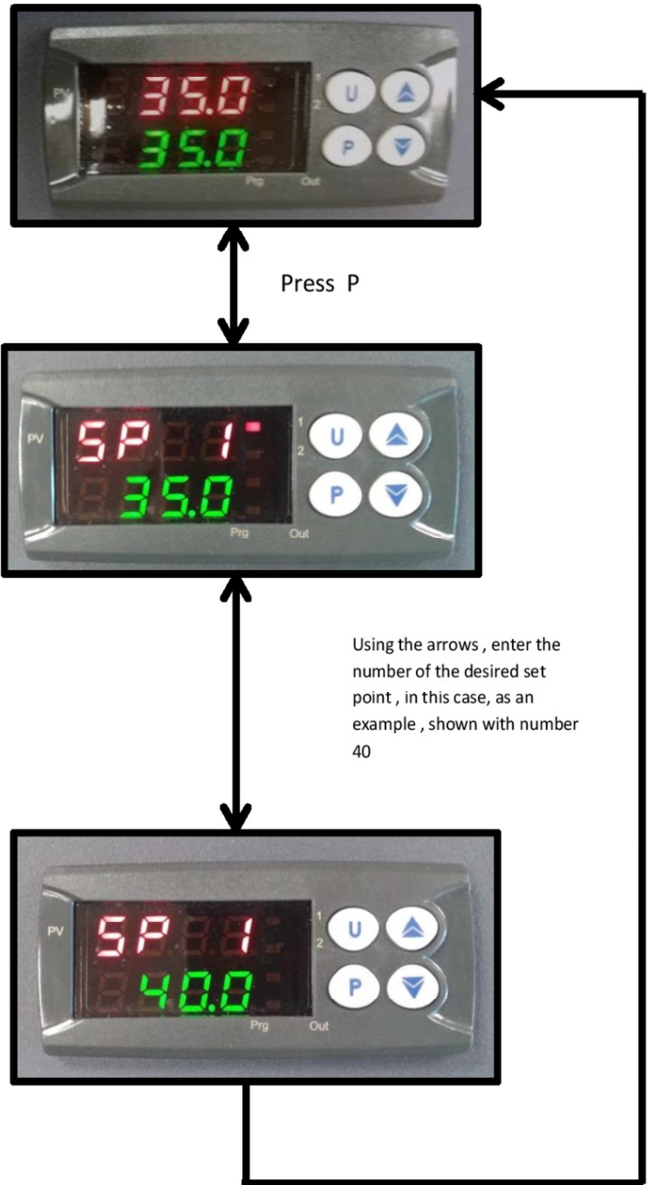 PV
35.0
35.0
1
2
U
P
Prg Out
Press P
PV
SP 1
35.0
1
2
U
P
Prg Out
Using the arrows , enter the
number of the desired set
point , in this case, as an
example , shown with number
40
PV
SP 1
40.0
1
2
U
P
Prg Out